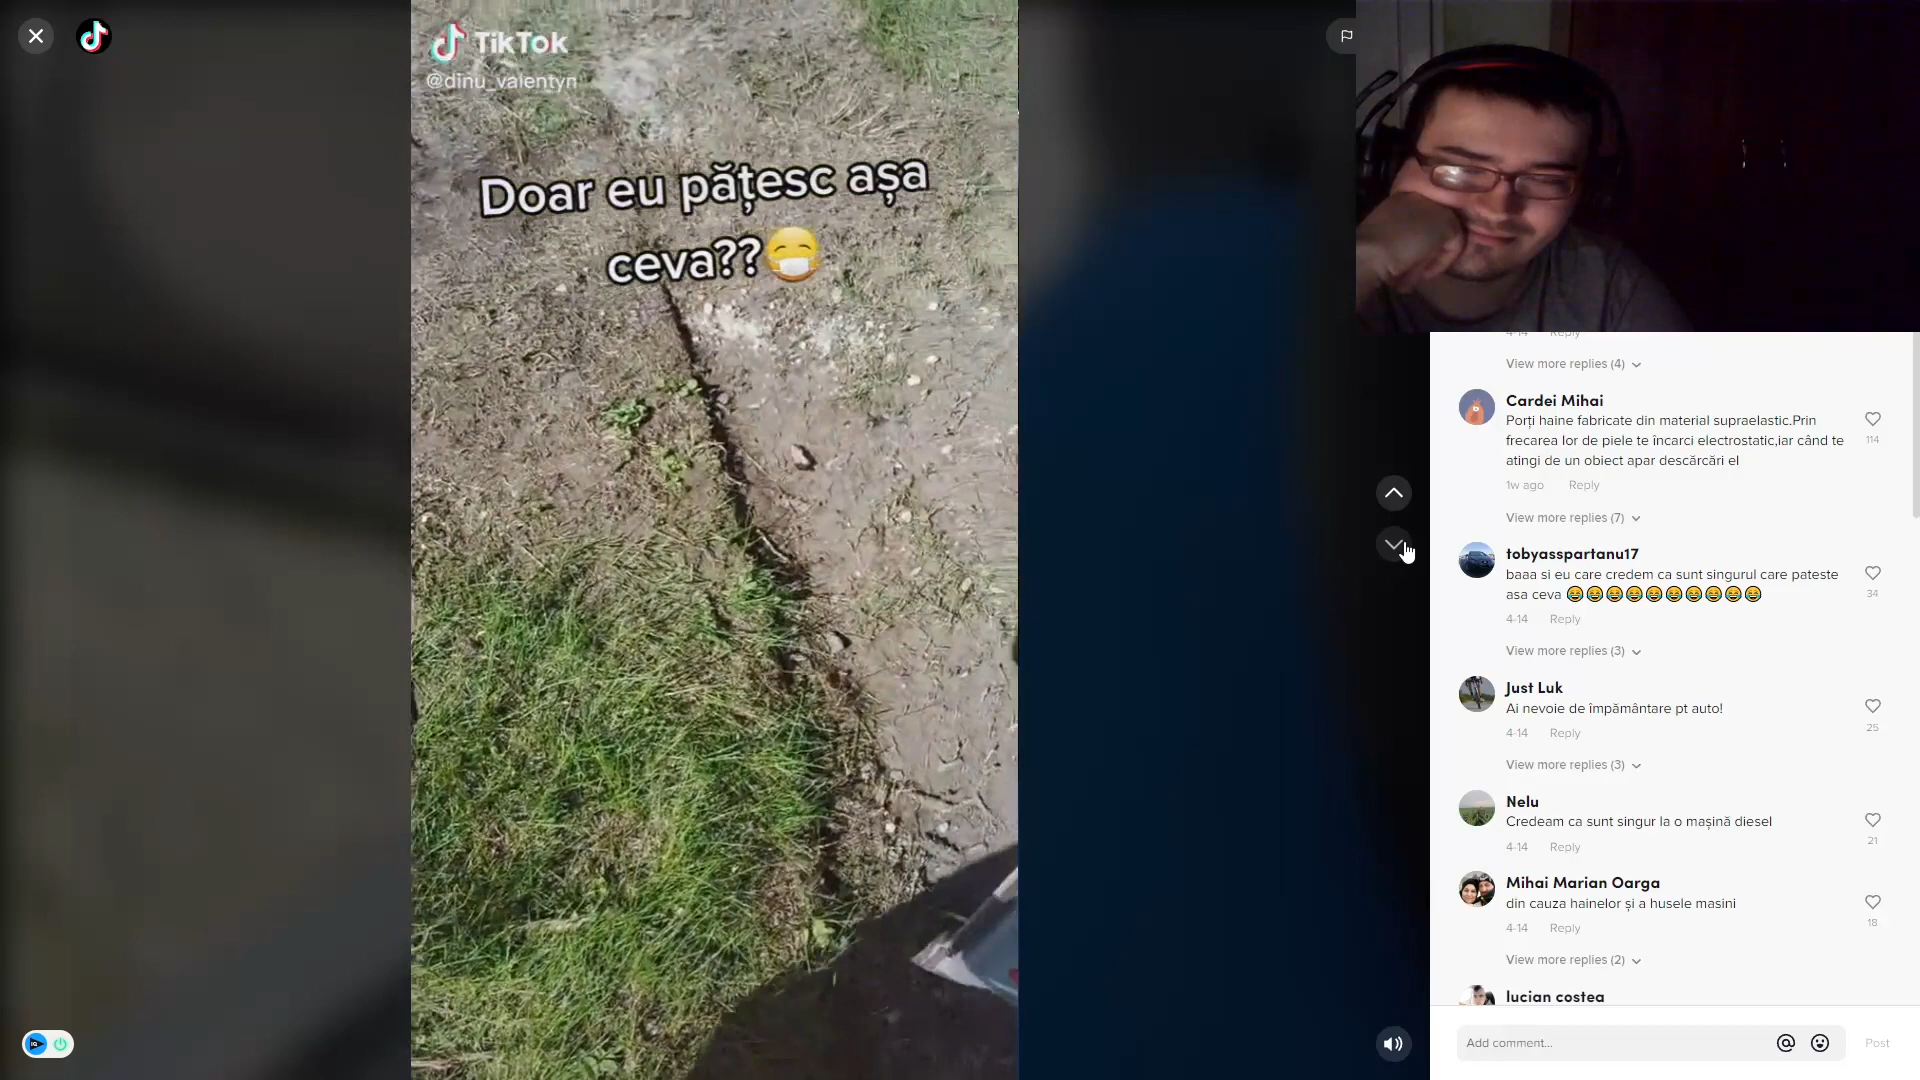 TikTok
@dinu_valentyn
Doar eu pățesc așa
ceva??😷
4-14 Reply
View more replies (4)
Cardei Mihai
Porți haine fabricate din material supraelastic.Prin
frecarea lor de piele te încarci electrostatic,iar când te
atingi de un obiect apar descărcări el
114
1w ago Reply
View more replies (7)
tobyasspartanu17
baaa si eu care credem ca sunt singurul care pateste
asa ceva 😂😂😂😂😂😂😂😂😂😂
34
4-14 Reply
View more replies (3)
Just Luk
Ai nevoie de împământare pt auto!
25
4-14 Reply
View more replies (3)
Nelu
Credeam ca sunt singur la o mașină diesel
21
4-14 Reply
Mihai Marian Oarga
din cauza hainelor și a husele masini
18
4-14 Reply
View more replies (2)
lucian costea
Add comment...
Post